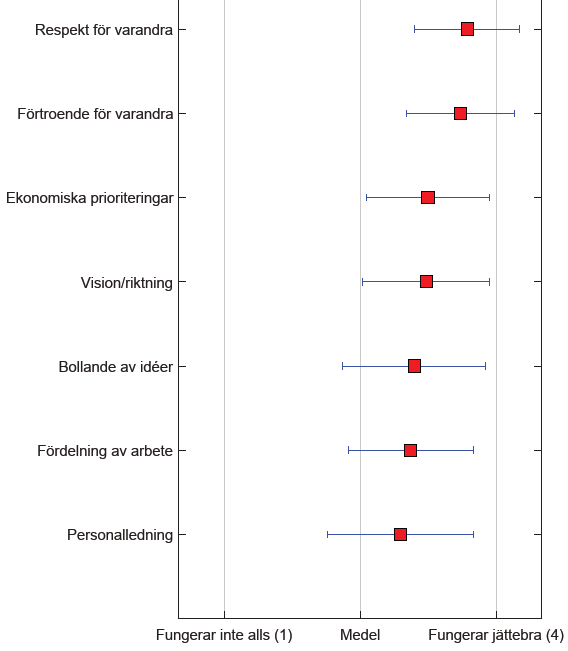 Respekt för varandra
Förtroende för varandra
Ekonomiska prioriteringar
Vision/riktning
Bollande av idéer
Fördelning av arbete
Personalledning
Fungerar inte alls (1) Medel Fungerar jättebra (4)